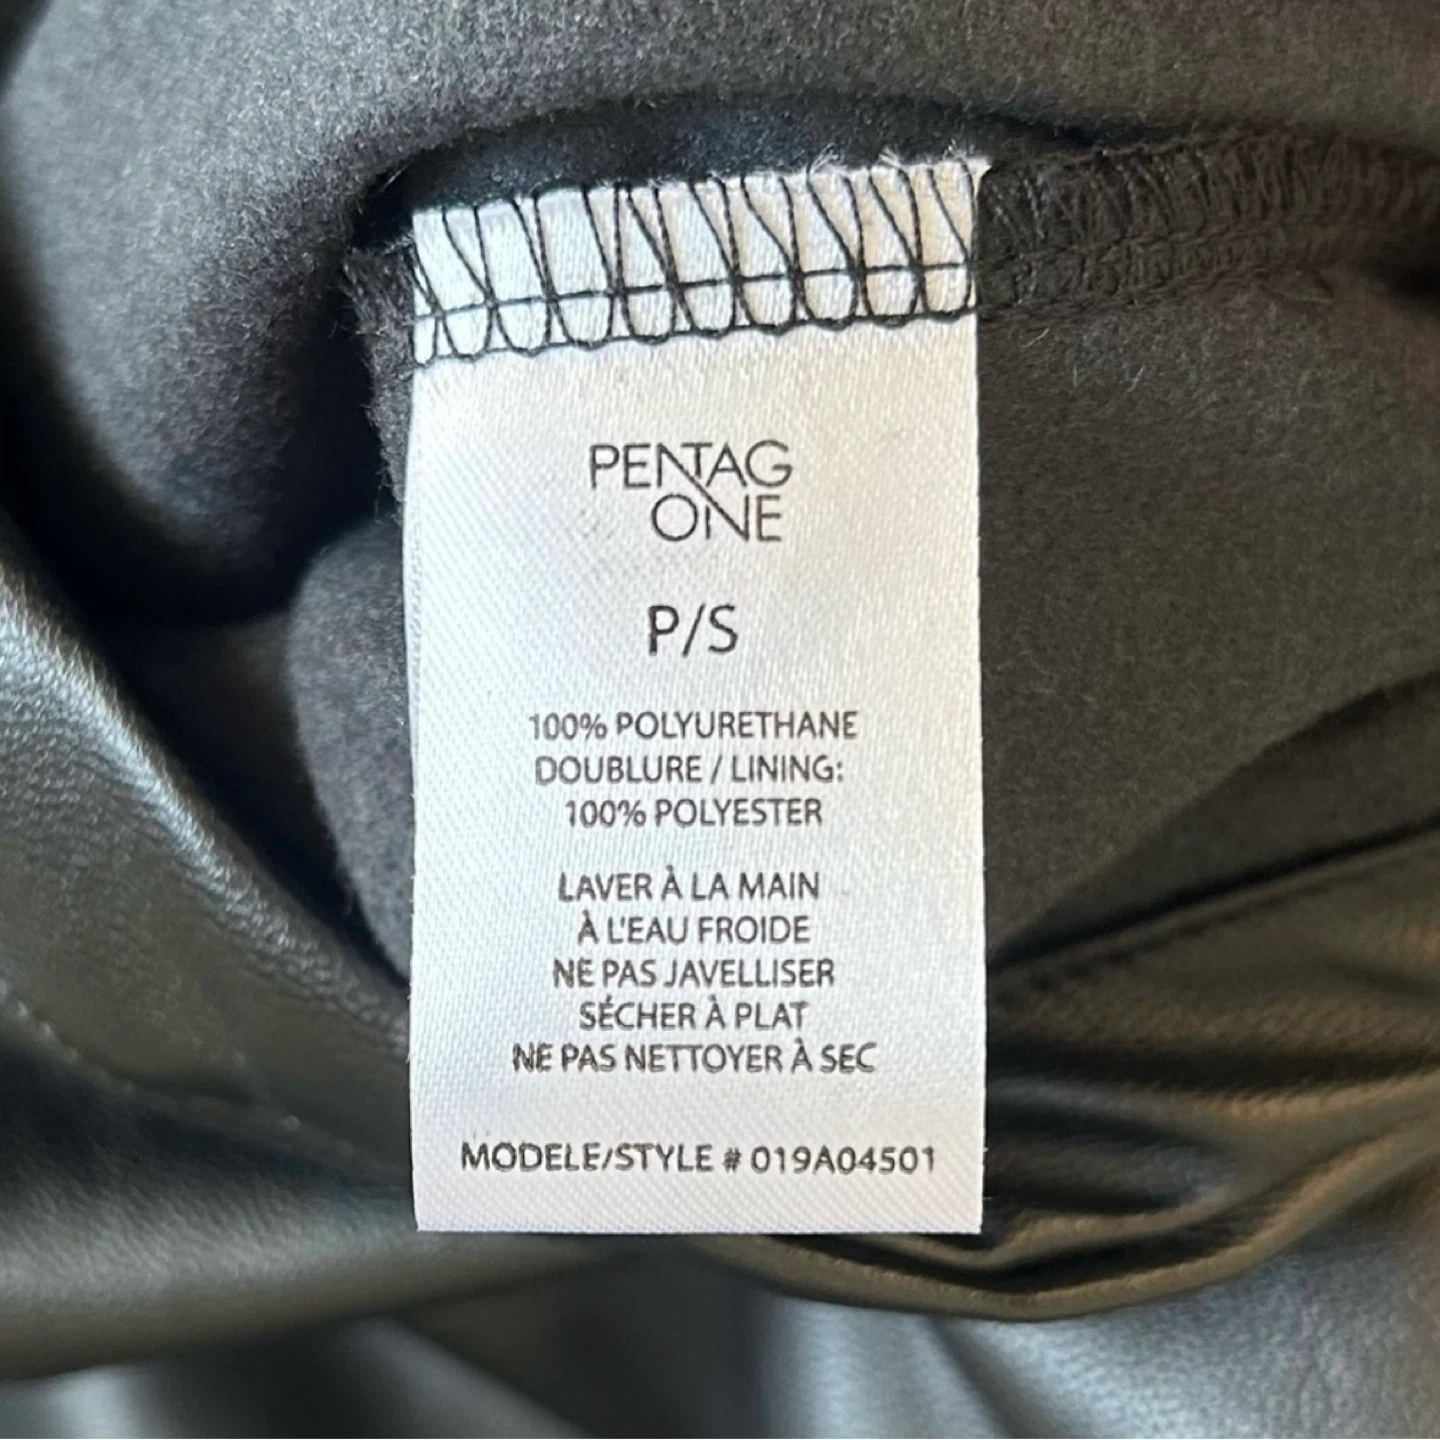 PENTAG
ONE
P/S
100% POLYURETHANE
DOUBLURE / LINING:
100% POLYESTER
LAVER À LA MAIN
À L'EAU FROIDE
NE PAS JAVELLISER
SÉCHER À PLAT
NE PAS NETTOYER À SEC
MODELE/STYLE # 019A04501